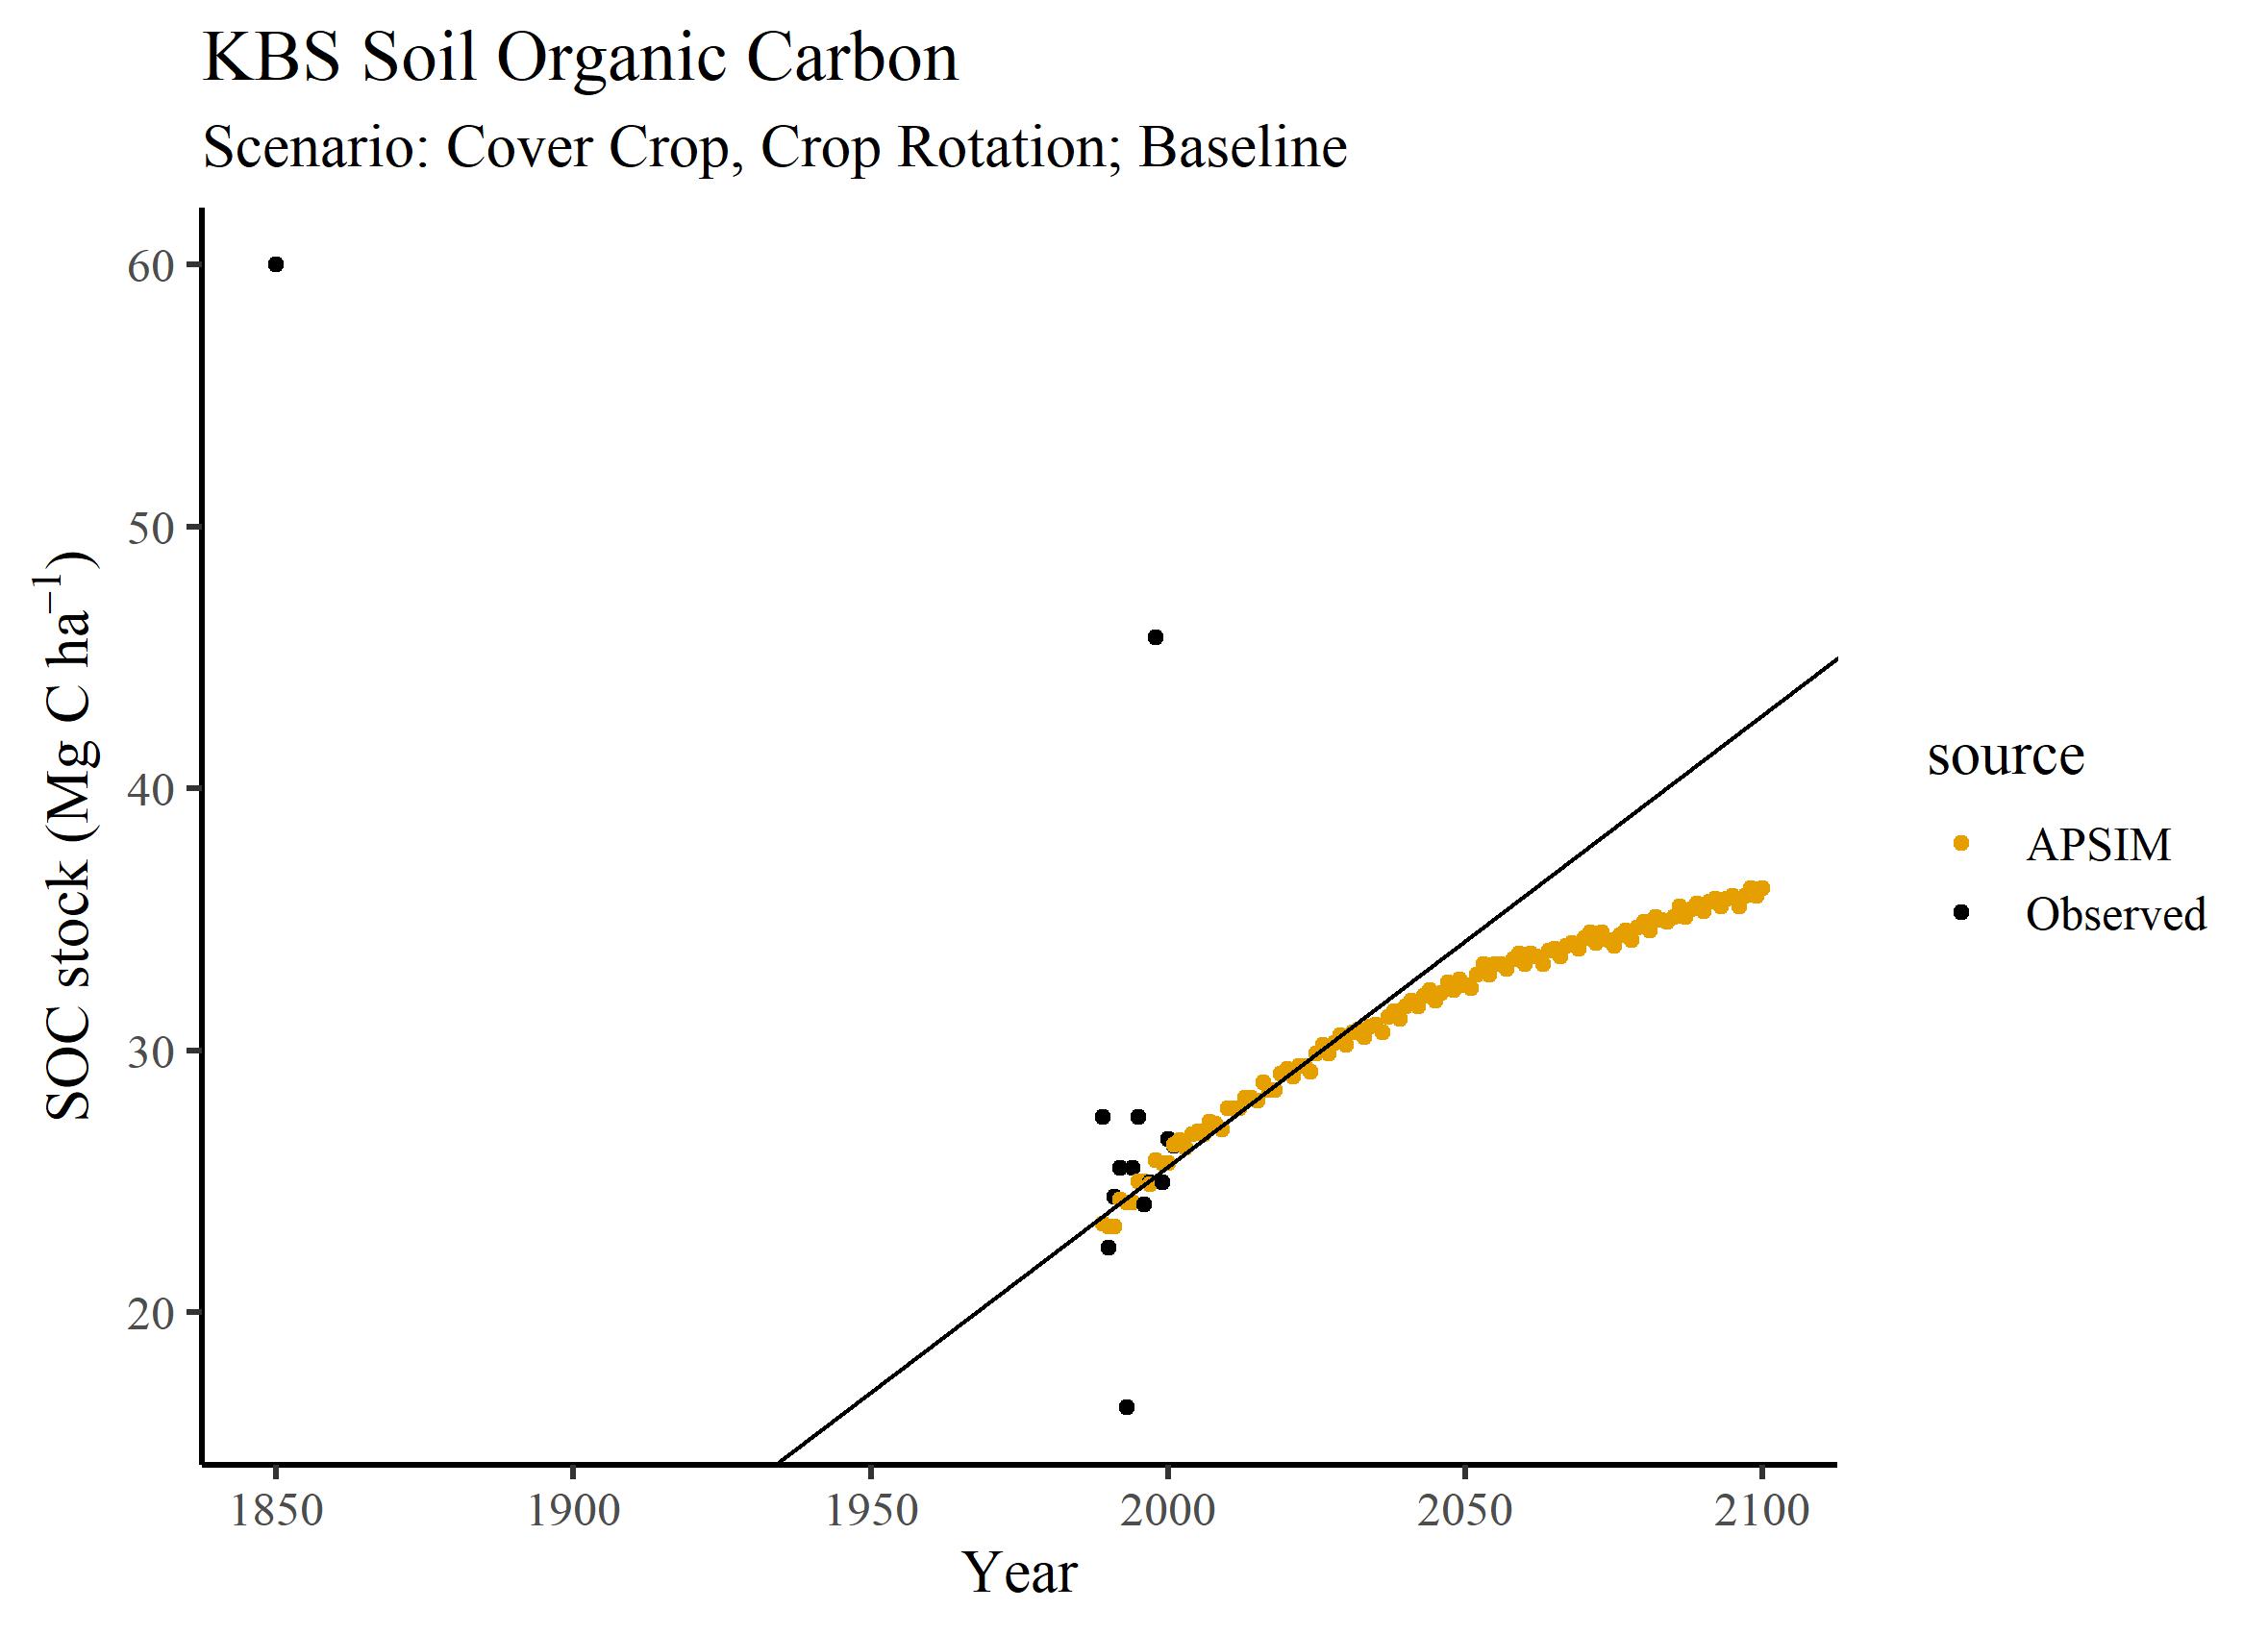 KBS Soil Organic Carbon
Scenario: Cover Crop, Crop Rotation; Baseline
SOC stock (Mg C ha⁻¹)
60
50
40
30
20
1850 1900 1950 2000 2050 2100
Year
source
APSIM
Observed